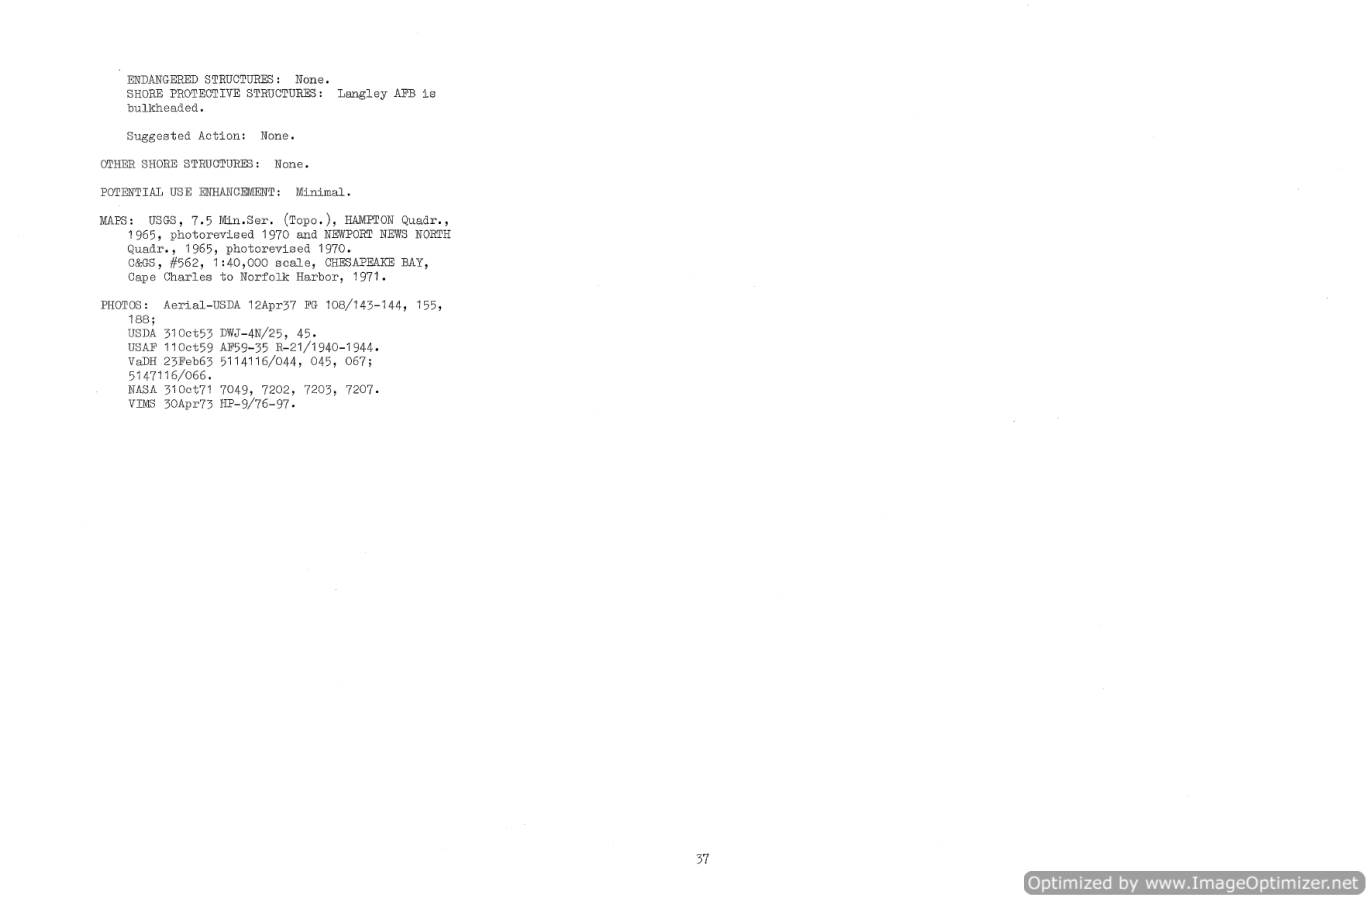 ENDANGERED STRUCTURES: None.
SHORE PROTECTIVE STRUCTURES: Langley AFB is
bulkheaded.
Suggested Action: None.
OTHER SHORE STRUCTURES: None.
POTENTIAL USE ENHANCEMENT: Minimal.
MAPS: USGS, 7.5 Min.Ser. (Topo.), HAMPTON Quadr.,
1965, photorevised 1970 and NEWPORT NEWS NORTH
Quadr., 1965, photorevised 1970.
C&GS, #562, 1:40,000 scale, CHESAPEAKE BAY,
Cape Charles to Norfolk Harbor, 1971.
PHOTOS: Aerial-USDA 12Apr37 FG 108/143-144, 155,
188;
USDA 31Oct53 DWJ-4N/25, 45.
USAF 11Oct59 AF59-35 R-21/1940-1944.
VaDH 23Feb63 5114116/044, 045, 067;
5147116/066.
NASA 31Oct71 7049, 7202, 7203, 7207.
VIMS 30Apr73 HP-9/76-97.
37
Optimized by www.ImageOptimizer.net